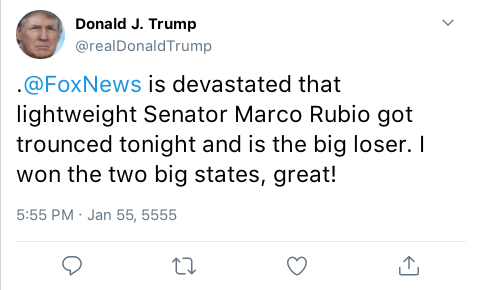 Donald J. Trump
@realDonaldTrump
.@FoxNews is devastated that
lightweight Senator Marco Rubio got
trounced tonight and is the big loser. I
won the two big states, great!
5:55 PM · Jan 55, 5555